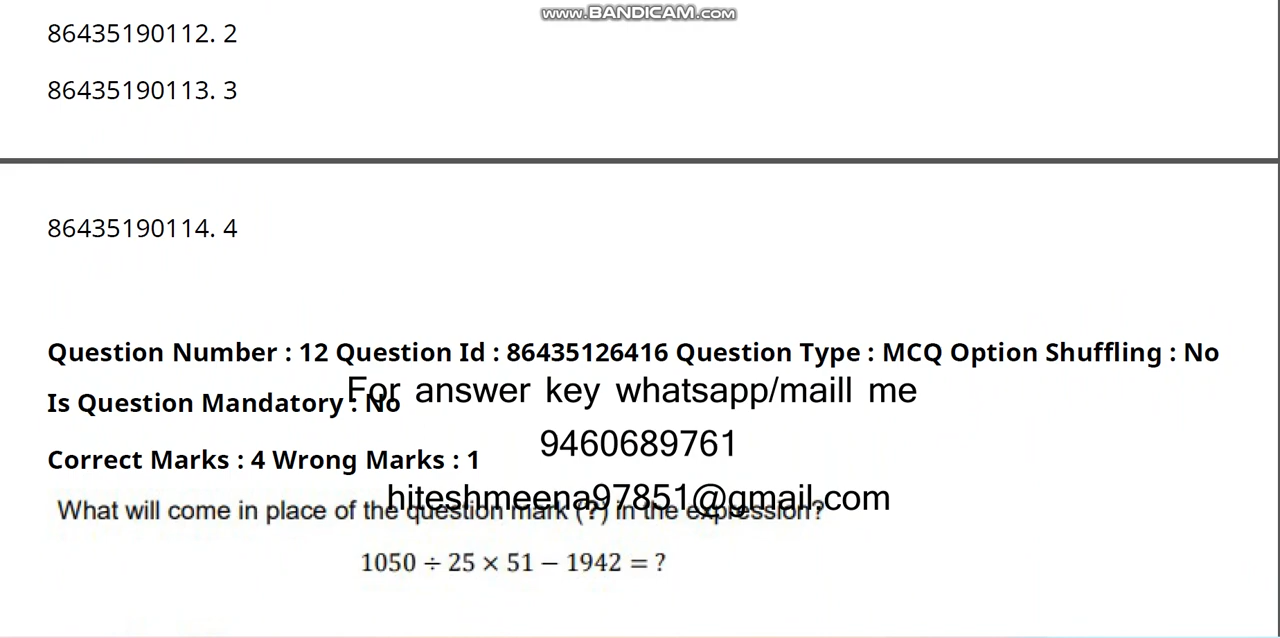 www.BANDICAM.com
86435190112. 2
86435190113. 3
86435190114. 4
Question Number : 12 Question Id : 86435126416 Question Type : MCQ Option Shuffling : No
Is Question Mandatory : No
For answer key whatsapp/maill me
9460689761
Correct Marks : 4 Wrong Marks : 1
hiteshmeena97851@gmail.com
What will come in place of the question mark (?) in the expression?
1050 ÷ 25 × 51 − 1942 = ?